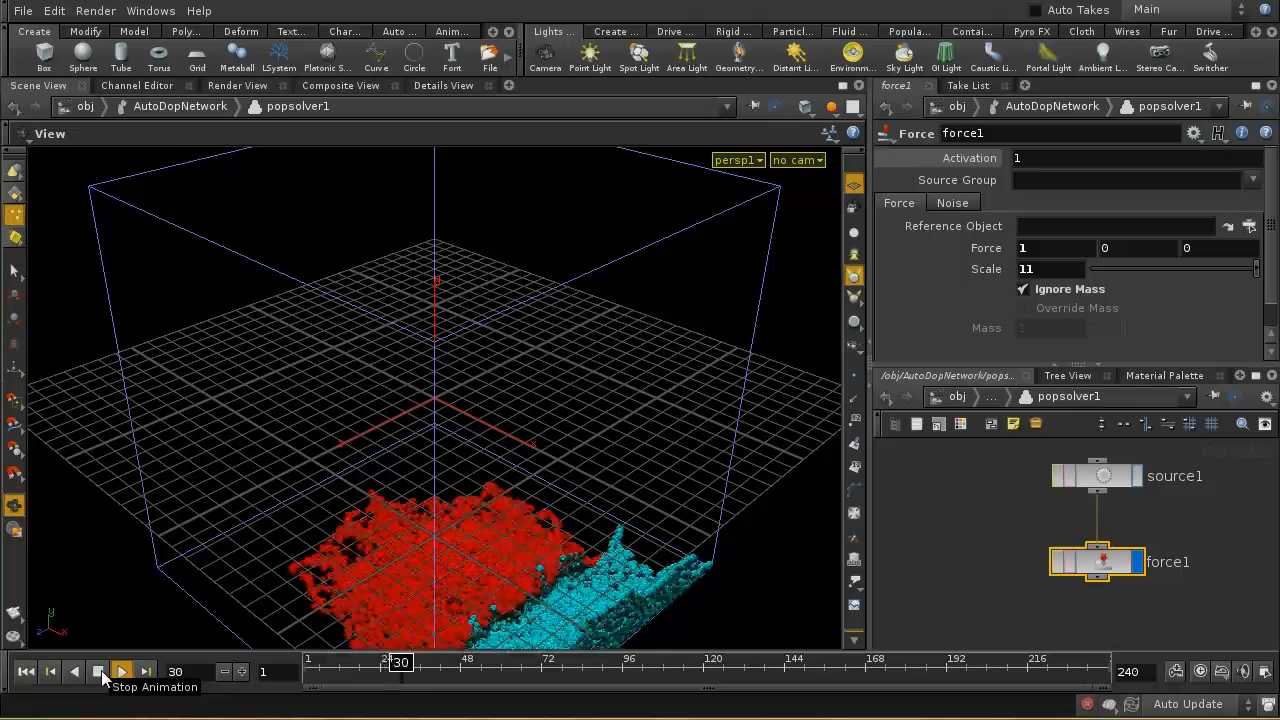 File Edit Render Windows Help Auto Takes Main
Create Modify Model Poly... Deform Text... Char... Auto ... Anim... Lights ... Create ... Drive ... Rigid ... Particl... Fluid ... Popula... Contai... Pyro FX Cloth Wires Fur Drive ...
Box Sphere Tube Torus Grid Metaball LSystem Platonic S... Curve Circle Font File Camera Point Light Spot Light Area Light Geometry... Distant Li... Environm... Sky Light GI Light Caustic Li... Portal Light Ambient L... Stereo Ca... Switcher
Scene View Channel Editor Render View Composite View Details View
obj AutoDopNetwork popsolver1
View
persp1 no cam
force1 Take List
obj AutoDopNetwork popsolver1
Force force1
Activation 1
Source Group
Force Noise
Reference Object
Force 1 0 0
Scale 11
Ignore Mass
Override Mass
Mass 1
/obj/AutoDopNetwork/pops... Tree View Material Palette
obj ... popsolver1
source1
force1
30 1
1 24 30 48 72 96 120 144 168 192 216
240
Stop Animation
Auto Update